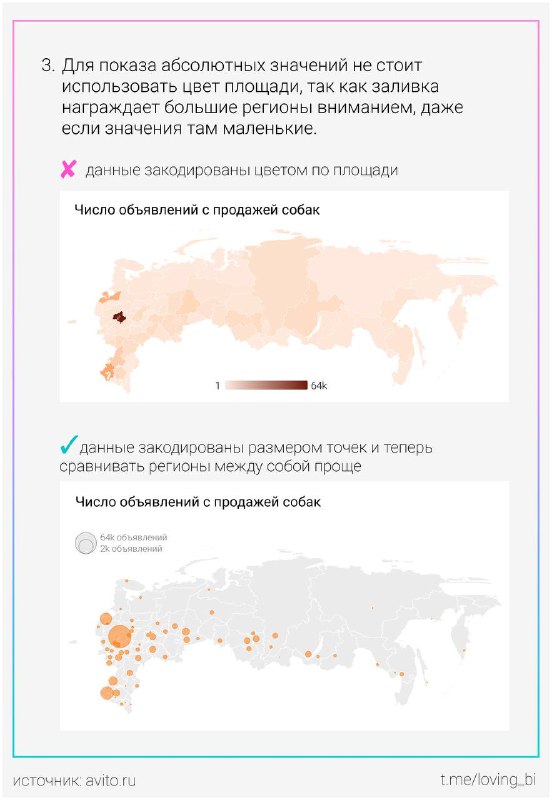 3. Для показа абсолютных значений не стоит
использовать цвет площади, так как заливка
награждает большие регионы вниманием, даже
если значения там маленькие.
данные закодированы цветом по площади
Число объявлений с продажей собак
1 64k
данные закодированы размером точек и теперь
сравнивать регионы между собой проще
Число объявлений с продажей собак
64k объявлений
2k объявлений
источник: avito.ru
t.me/loving_bi